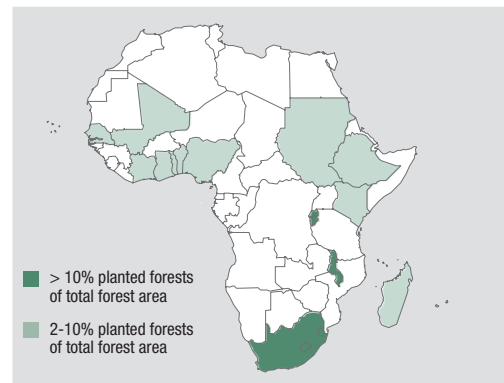 > 10% planted forests
of total forest area
2-10% planted forests
of total forest area